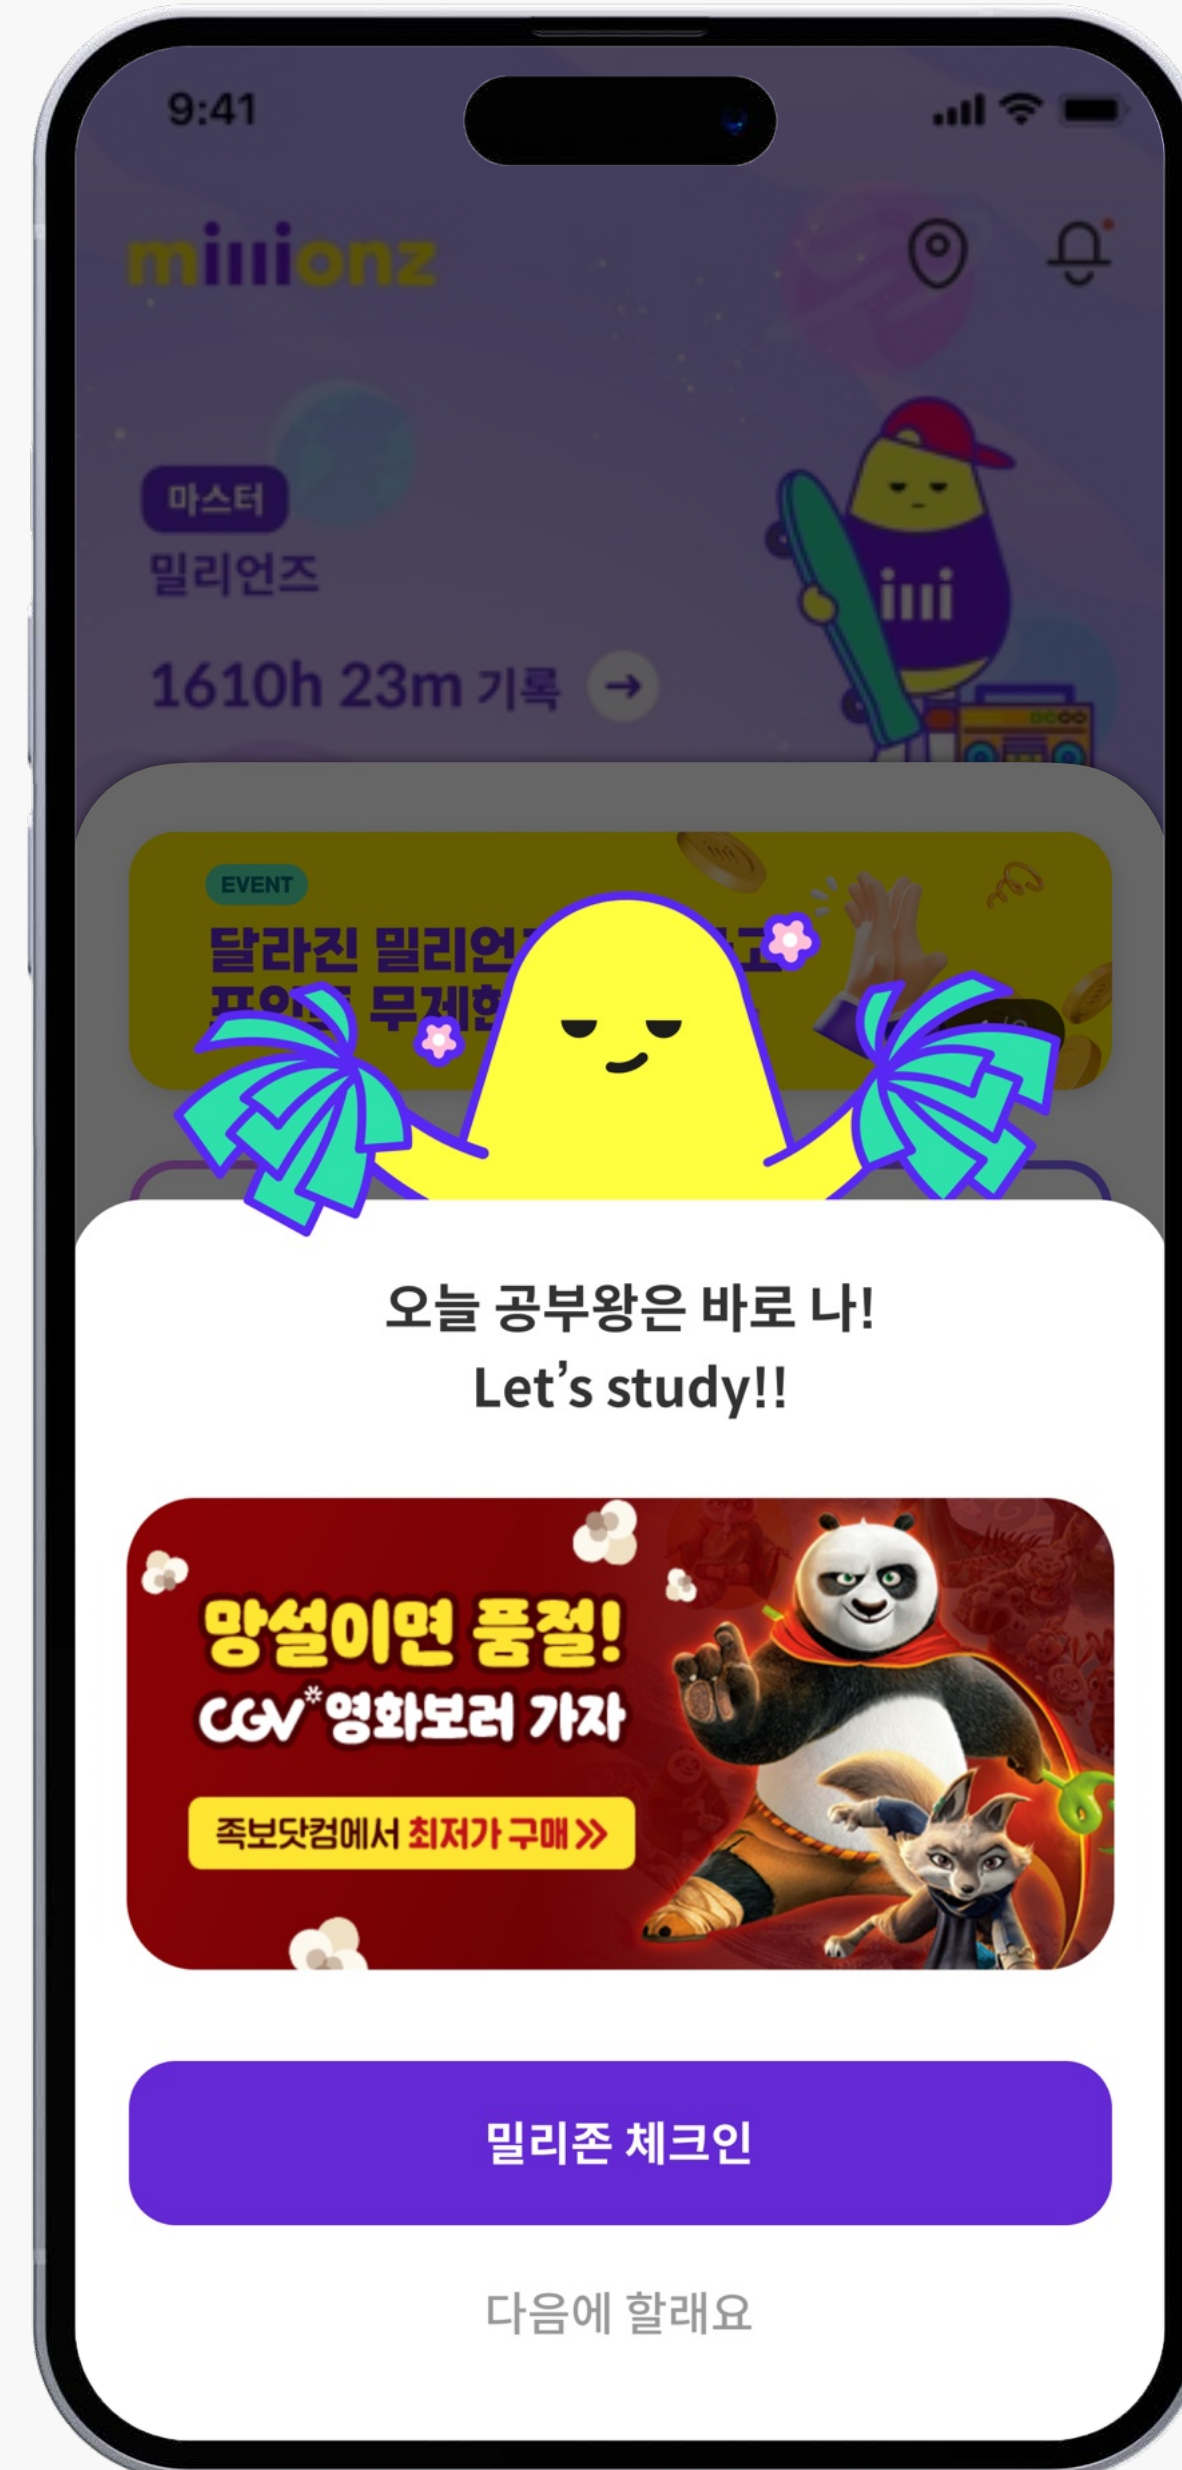 9:41
millionz
마스터
밀리언즈
1610h 23m 기록
EVENT
달라진
무제한
오늘 공부왕은 바로 나!
Let's study!!
망설이면 품절!
CGV* 영화보러 가자
족보닷컴에서 최저가 구매 >>
밀리존 체크인
다음에 할래요